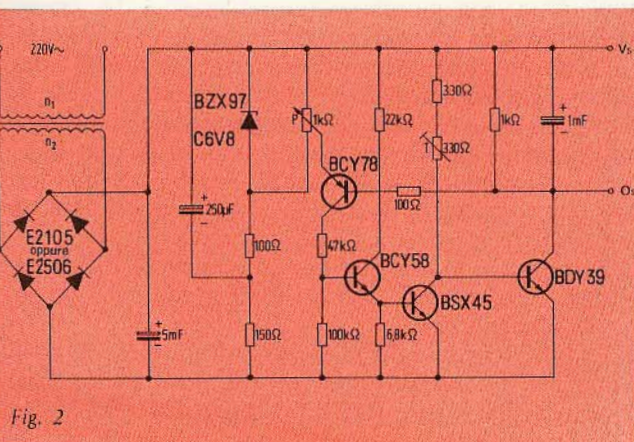 220V~
Vs
n₁
BZX97
P
1kΩ
22kΩ
330Ω
1kΩ
+
1mF
−
n₂
C6V8
T
330Ω
BCY78
+
250µF
−
100Ω
E2105
oppure
E2506
100Ω
47kΩ
BCY58
BSX45
BDY39
+
5mF
−
150Ω
100kΩ
6,8kΩ
Fig. 2